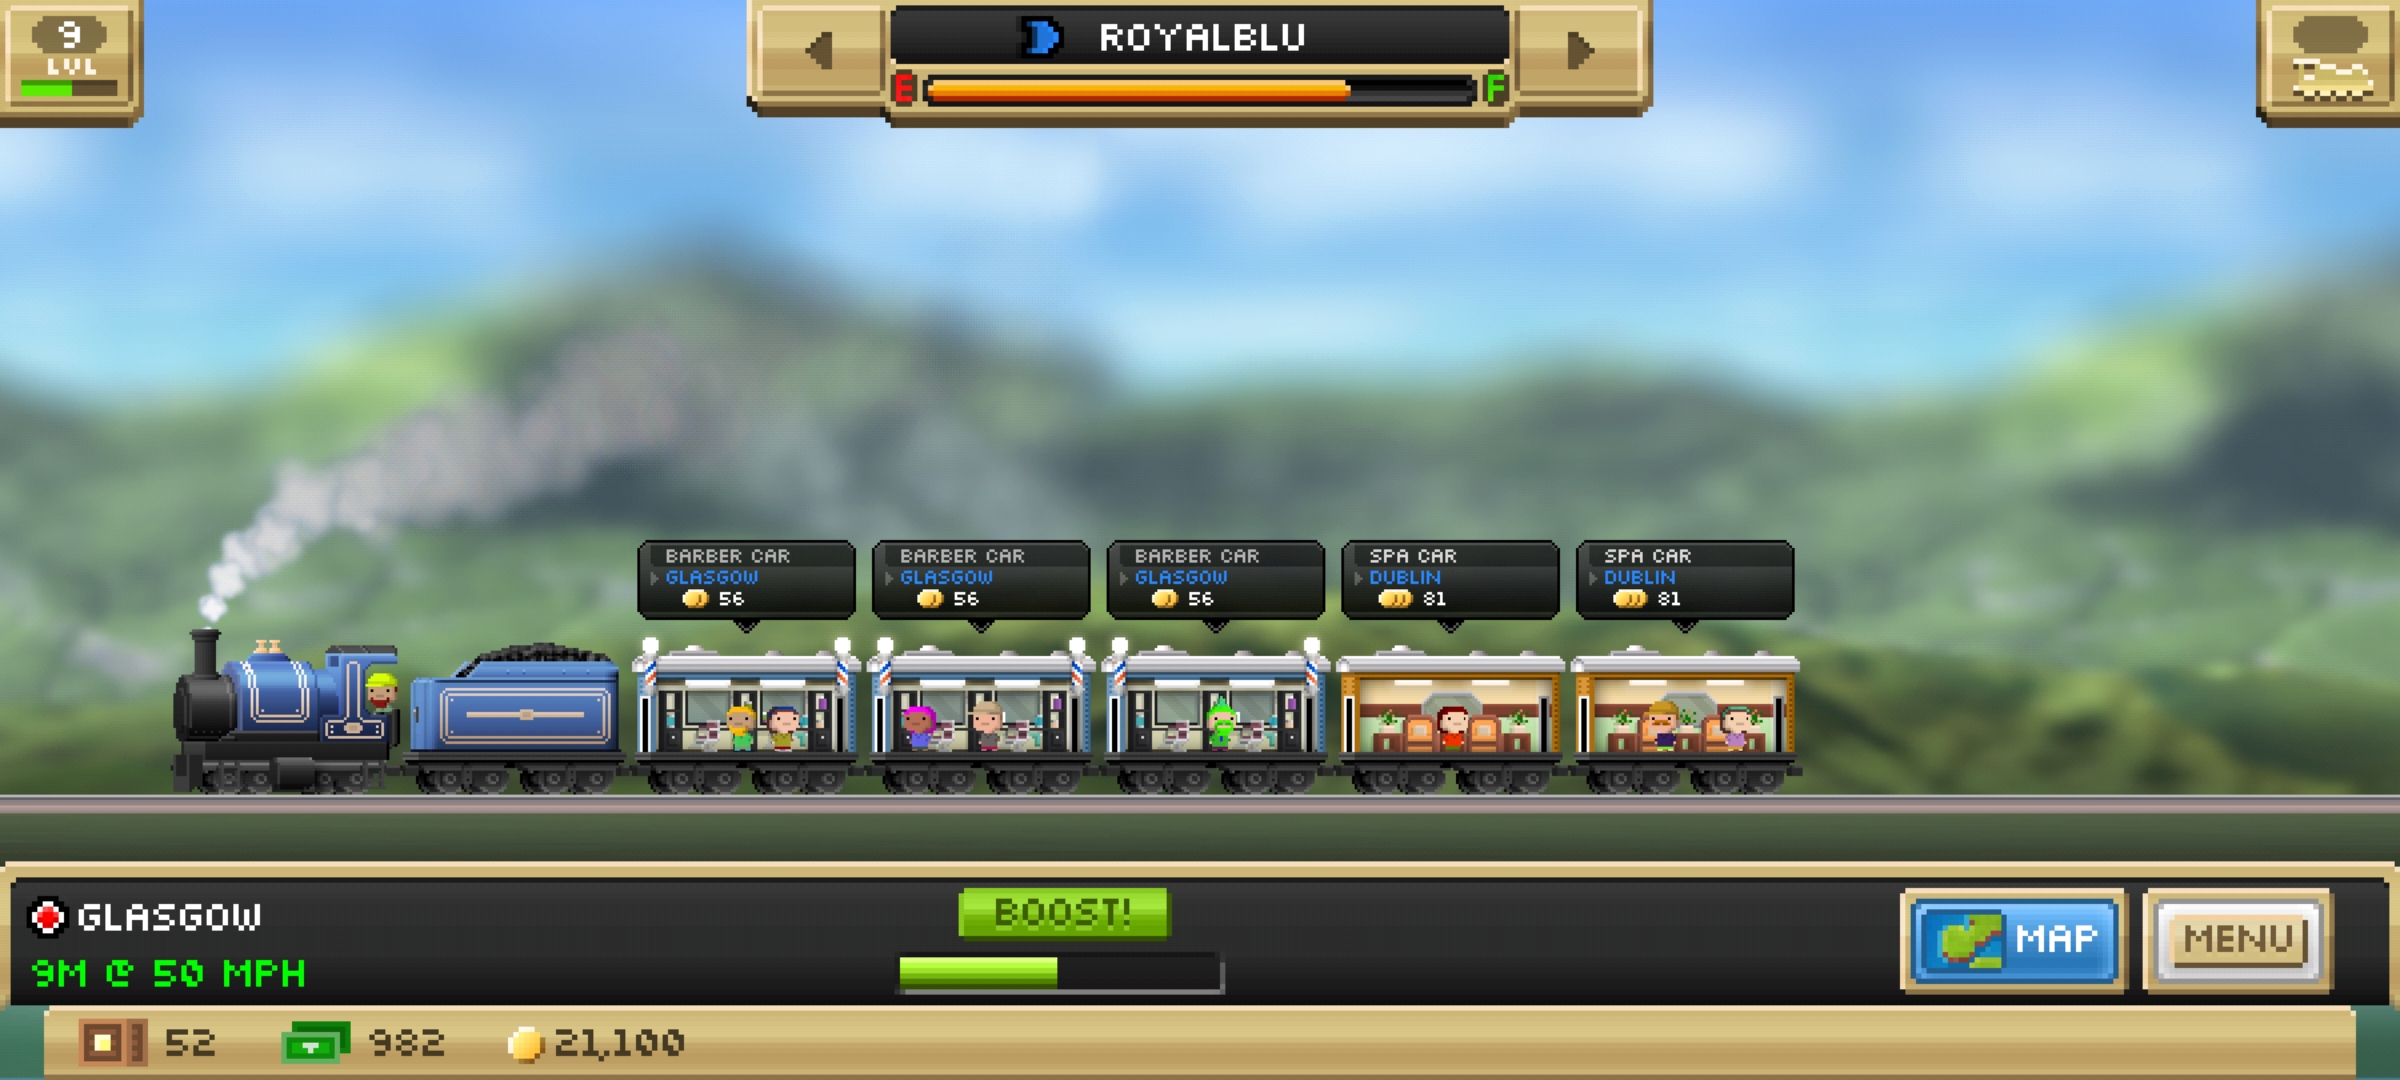 9
LVL
ROYALBLU
E
F
BARBER CAR
GLASGOW
56
BARBER CAR
GLASGOW
56
BARBER CAR
GLASGOW
56
SPA CAR
DUBLIN
81
SPA CAR
DUBLIN
81
GLASGOW
9M @ 50 MPH
BOOST!
MAP
MENU
52
982
21,100